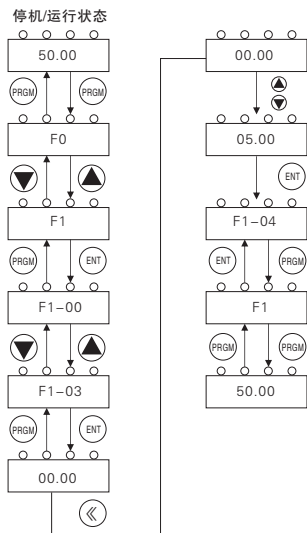 停机/运行状态
50.00
PRGM PRGM
F0
F1
PRGM ENT
F1-00
F1-03
PRGM ENT
00.00
00.00
05.00
ENT
F1-04
ENT PRGM
F1
PRGM PRGM
50.00